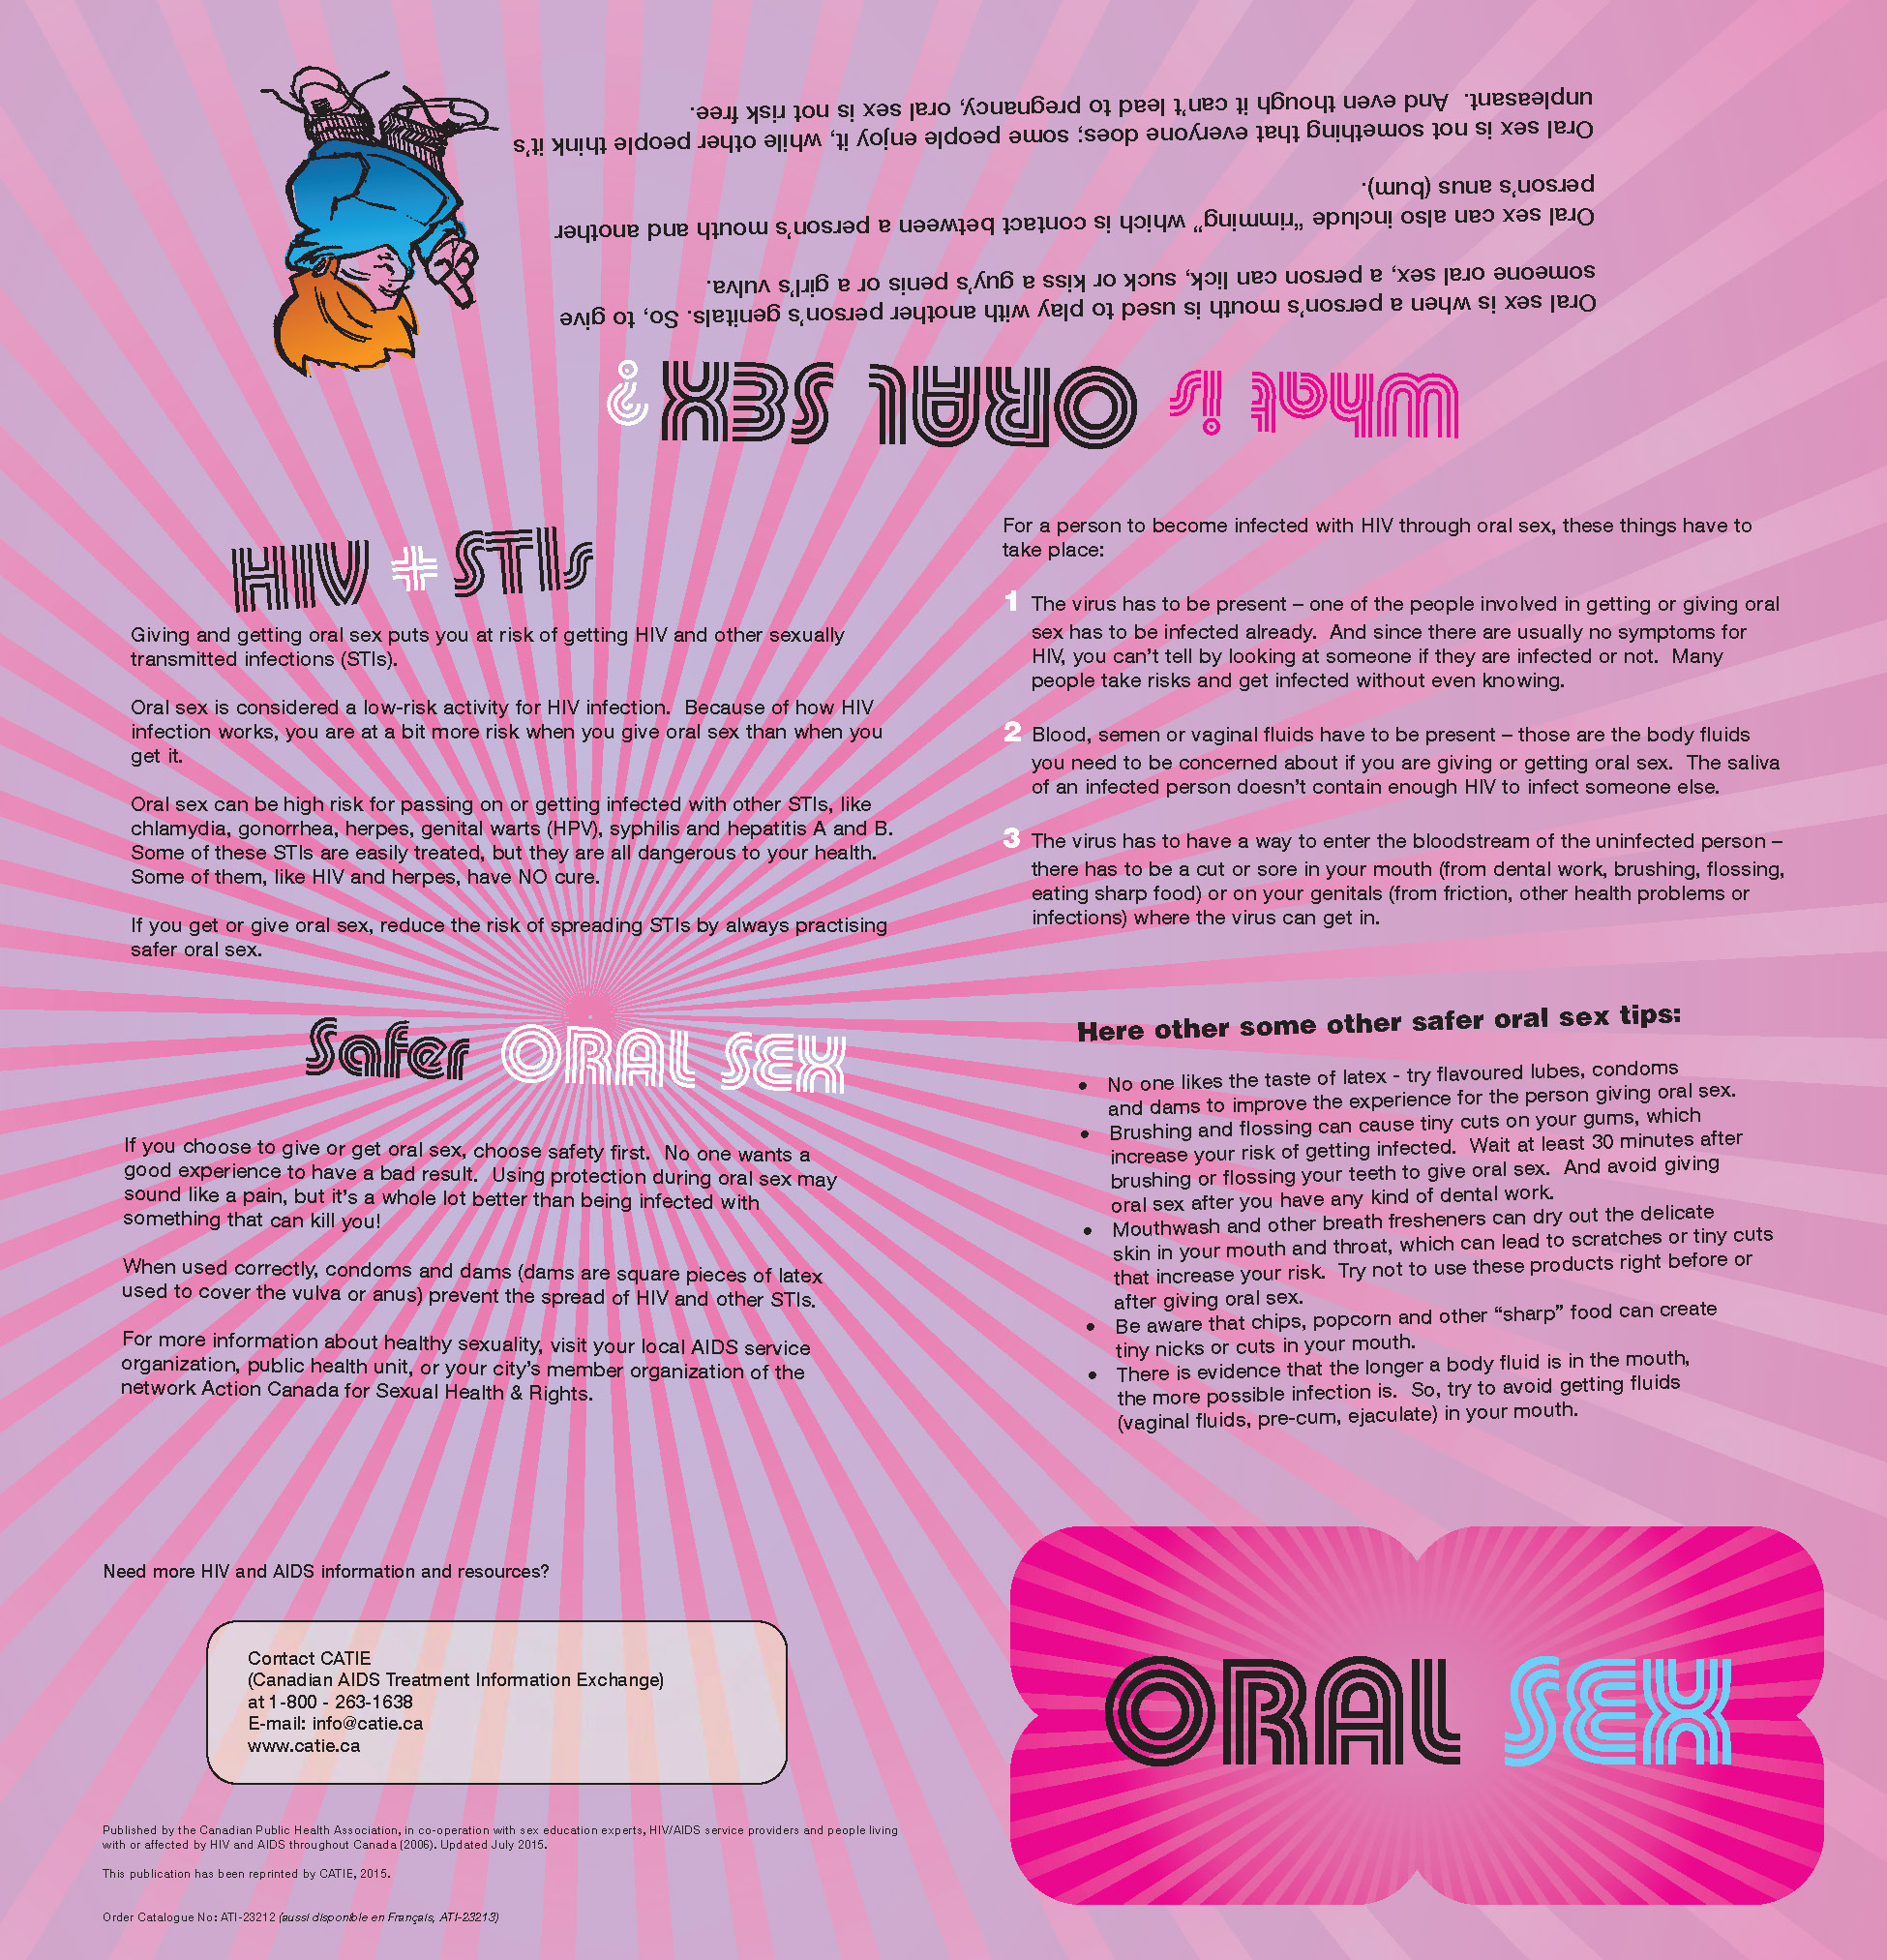 What is ORAL SEX ?
Oral sex is when a person's mouth is used to play with another person's genitals. So, to give
someone oral sex, a person can lick, suck or kiss a guy's penis or a girl's vulva.
Oral sex can also include "rimming" which is contact between a person's mouth and another
person's anus (bum).
Oral sex is not something that everyone does; some people enjoy it, while other people think it's
unpleasant.  And even though it can't lead to pregnancy, oral sex is not risk free.
HIV + STIs
Giving and getting oral sex puts you at risk of getting HIV and other sexually
transmitted infections (STIs).
Oral sex is considered a low-risk activity for HIV infection.  Because of how HIV
infection works, you are at a bit more risk when you give oral sex than when you
get it.
Oral sex can be high risk for passing on or getting infected with other STIs, like
chlamydia, gonorrhea, herpes, genital warts (HPV), syphilis and hepatitis A and B.
Some of these STIs are easily treated, but they are all dangerous to your health.
Some of them, like HIV and herpes, have NO cure.
If you get or give oral sex, reduce the risk of spreading STIs by always practising
safer oral sex.
For a person to become infected with HIV through oral sex, these things have to
take place:
1 The virus has to be present – one of the people involved in getting or giving oral
sex has to be infected already.  And since there are usually no symptoms for
HIV, you can't tell by looking at someone if they are infected or not.  Many
people take risks and get infected without even knowing.
2 Blood, semen or vaginal fluids have to be present – those are the body fluids
you need to be concerned about if you are giving or getting oral sex.  The saliva
of an infected person doesn't contain enough HIV to infect someone else.
3 The virus has to have a way to enter the bloodstream of the uninfected person –
there has to be a cut or sore in your mouth (from dental work, brushing, flossing,
eating sharp food) or on your genitals (from friction, other health problems or
infections) where the virus can get in.
Safer ORAL SEX
If you choose to give or get oral sex, choose safety first.  No one wants a
good experience to have a bad result.  Using protection during oral sex may
sound like a pain, but it's a whole lot better than being infected with
something that can kill you!
When used correctly, condoms and dams (dams are square pieces of latex
used to cover the vulva or anus) prevent the spread of HIV and other STIs.
For more information about healthy sexuality, visit your local AIDS service
organization, public health unit, or your city's member organization of the
network Action Canada for Sexual Health & Rights.
Here other some other safer oral sex tips:
• No one likes the taste of latex - try flavoured lubes, condoms
and dams to improve the experience for the person giving oral sex.
• Brushing and flossing can cause tiny cuts on your gums, which
increase your risk of getting infected.  Wait at least 30 minutes after
brushing or flossing your teeth to give oral sex.  And avoid giving
oral sex after you have any kind of dental work.
• Mouthwash and other breath fresheners can dry out the delicate
skin in your mouth and throat, which can lead to scratches or tiny cuts
that increase your risk.  Try not to use these products right before or
after giving oral sex.
• Be aware that chips, popcorn and other “sharp” food can create
tiny nicks or cuts in your mouth.
• There is evidence that the longer a body fluid is in the mouth,
the more possible infection is.  So, try to avoid getting fluids
(vaginal fluids, pre-cum, ejaculate) in your mouth.
Need more HIV and AIDS information and resources?
Contact CATIE
(Canadian AIDS Treatment Information Exchange)
at 1-800 - 263-1638
E-mail: info@catie.ca
www.catie.ca
Published by the Canadian Public Health Association, in co-operation with sex education experts, HIV/AIDS service providers and people living
with or affected by HIV and AIDS throughout Canada (2006). Updated July 2015.
This publication has been reprinted by CATIE, 2015.
Order Catalogue No: ATI-23212 (aussi disponible en Français, ATI-23213)
ORAL SEX